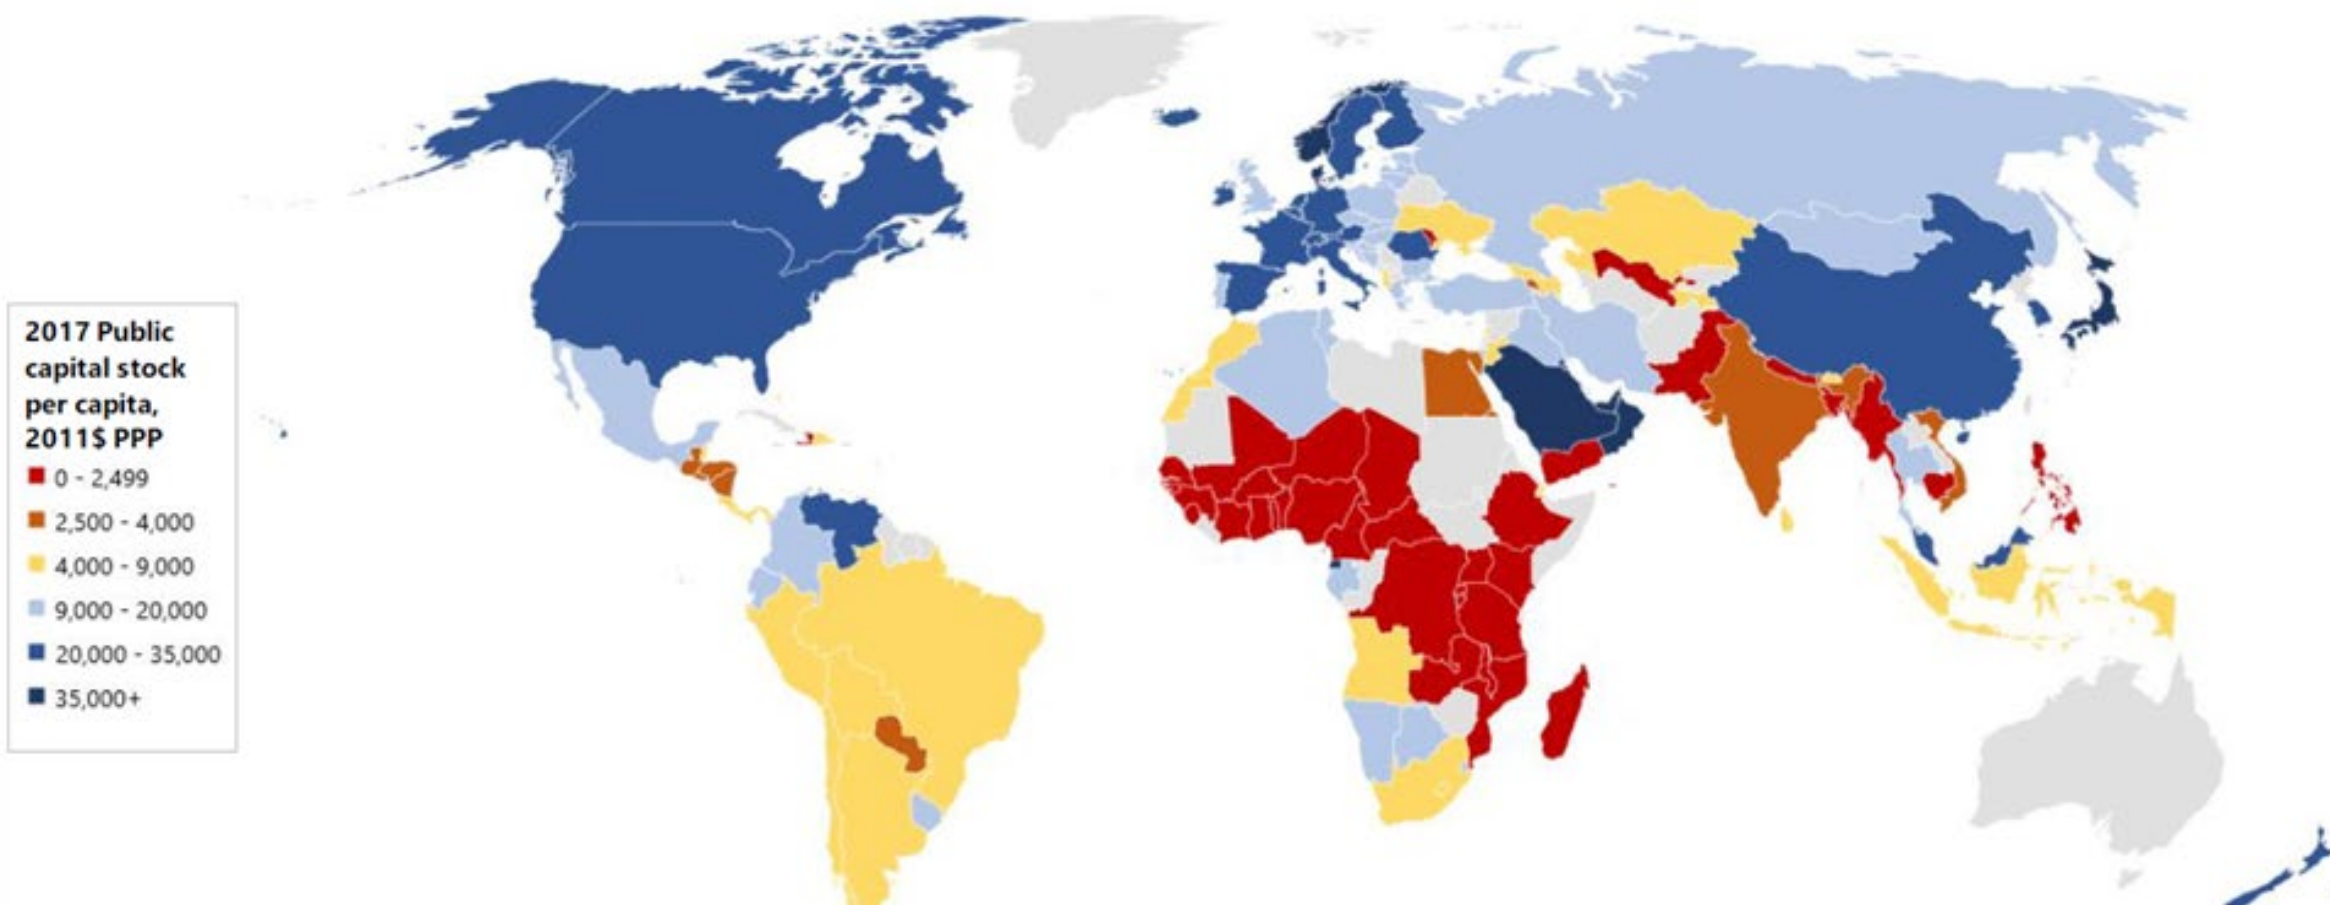 2017 Public
capital stock
per capita,
2011$ PPP
0 - 2,499
2,500 - 4,000
4,000 - 9,000
9,000 - 20,000
20,000 - 35,000
35,000+